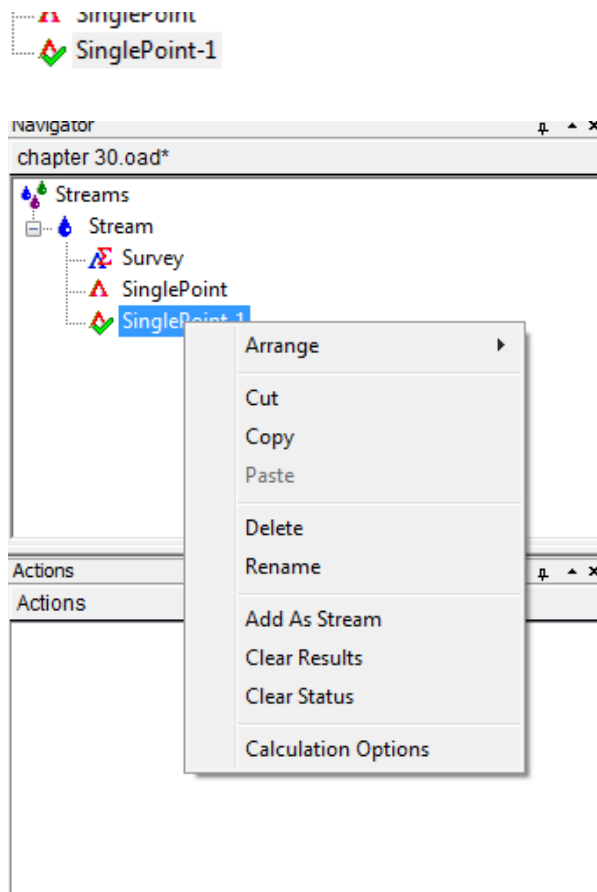 SinglePoint
SinglePoint-1
Navigator
chapter 30.oad*
Streams
Stream
Survey
SinglePoint
SinglePoint-1
Arrange
Cut
Copy
Paste
Delete
Rename
Actions
Actions
Add As Stream
Clear Results
Clear Status
Calculation Options